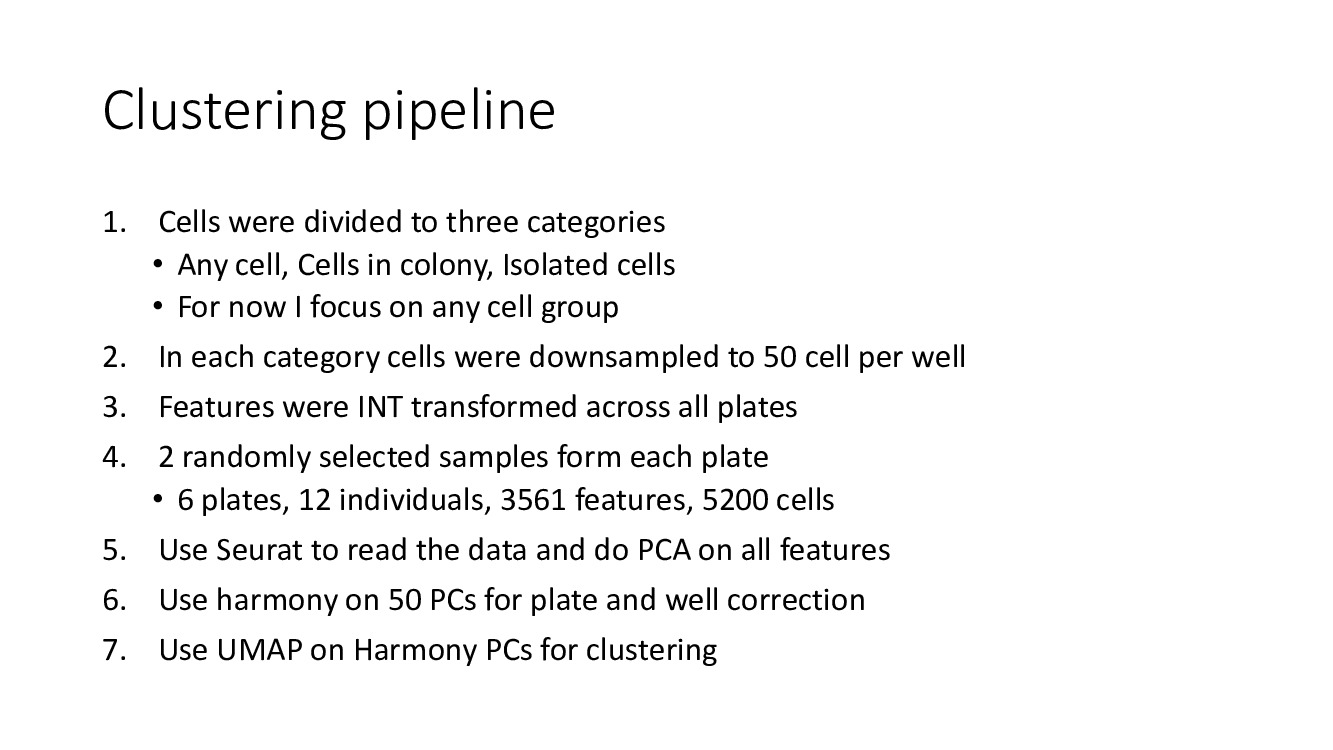 Clustering pipeline
1. Cells were divided to three categories
• Any cell, Cells in colony, Isolated cells
• For now I focus on any cell group
2. In each category cells were downsampled to 50 cell per well
3. Features were INT transformed across all plates
4. 2 randomly selected samples form each plate
• 6 plates, 12 individuals, 3561 features, 5200 cells
5. Use Seurat to read the data and do PCA on all features
6. Use harmony on 50 PCs for plate and well correction
7. Use UMAP on Harmony PCs for clustering